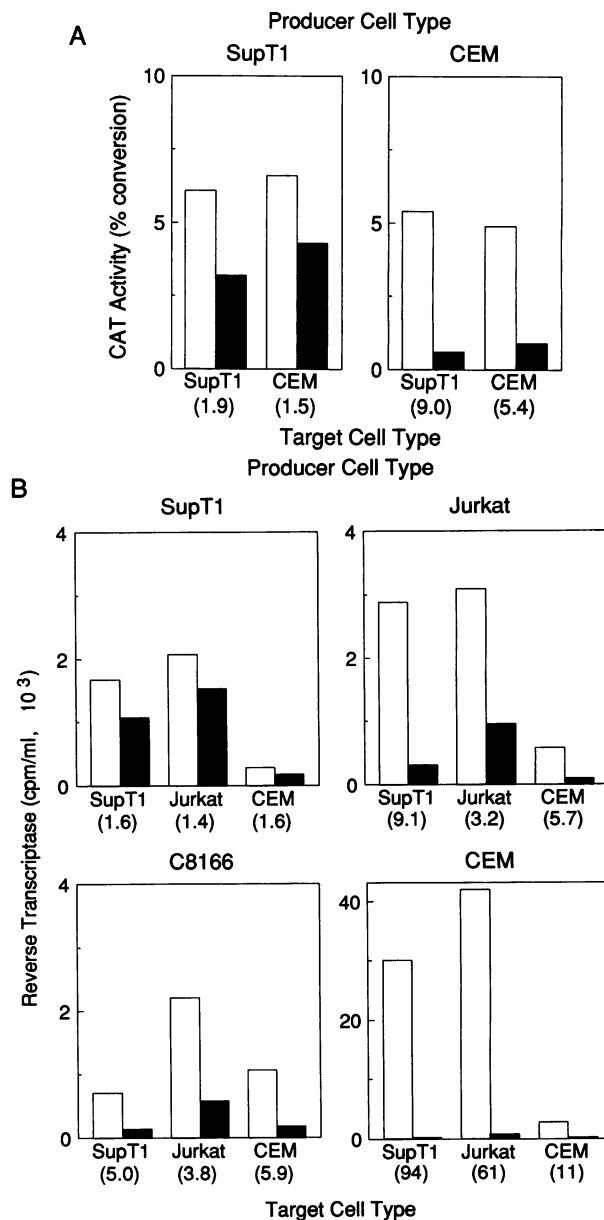 A
Producer Cell Type
SupT1
CEM
CAT Activity (% conversion)
10
5
0
10
5
0
SupT1
CEM
SupT1
CEM
(1.9)
(1.5)
(9.0)
(5.4)
Target Cell Type
B
Producer Cell Type
SupT1
Jurkat
Reverse Transcriptase (cpm/ml, 10 3)
4
2
0
4
2
0
SupT1
Jurkat
CEM
SupT1
Jurkat
CEM
(1.6)
(1.4)
(1.6)
(9.1)
(3.2)
(5.7)
C8166
CEM
4
2
0
40
20
0
SupT1
Jurkat
CEM
SupT1
Jurkat
CEM
(5.0)
(3.8)
(5.9)
(94)
(61)
(11)
Target Cell Type